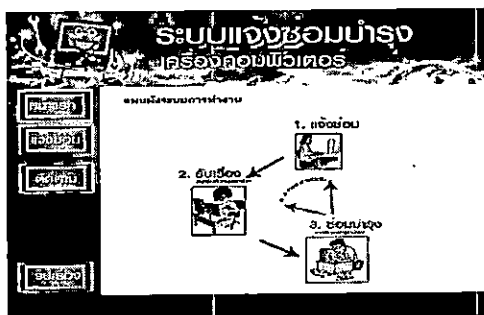 ระบบแจ้งซ่อมบำรุง
เครื่องคอมพิวเตอร์
หน้าแรก
แจ้งซ่อม
ติดตาม
รับเรื่อง
แผนผังระบบการทำงาน
1. แจ้งซ่อม
2. รับเรื่อง
3. ซ่อมบำรุง